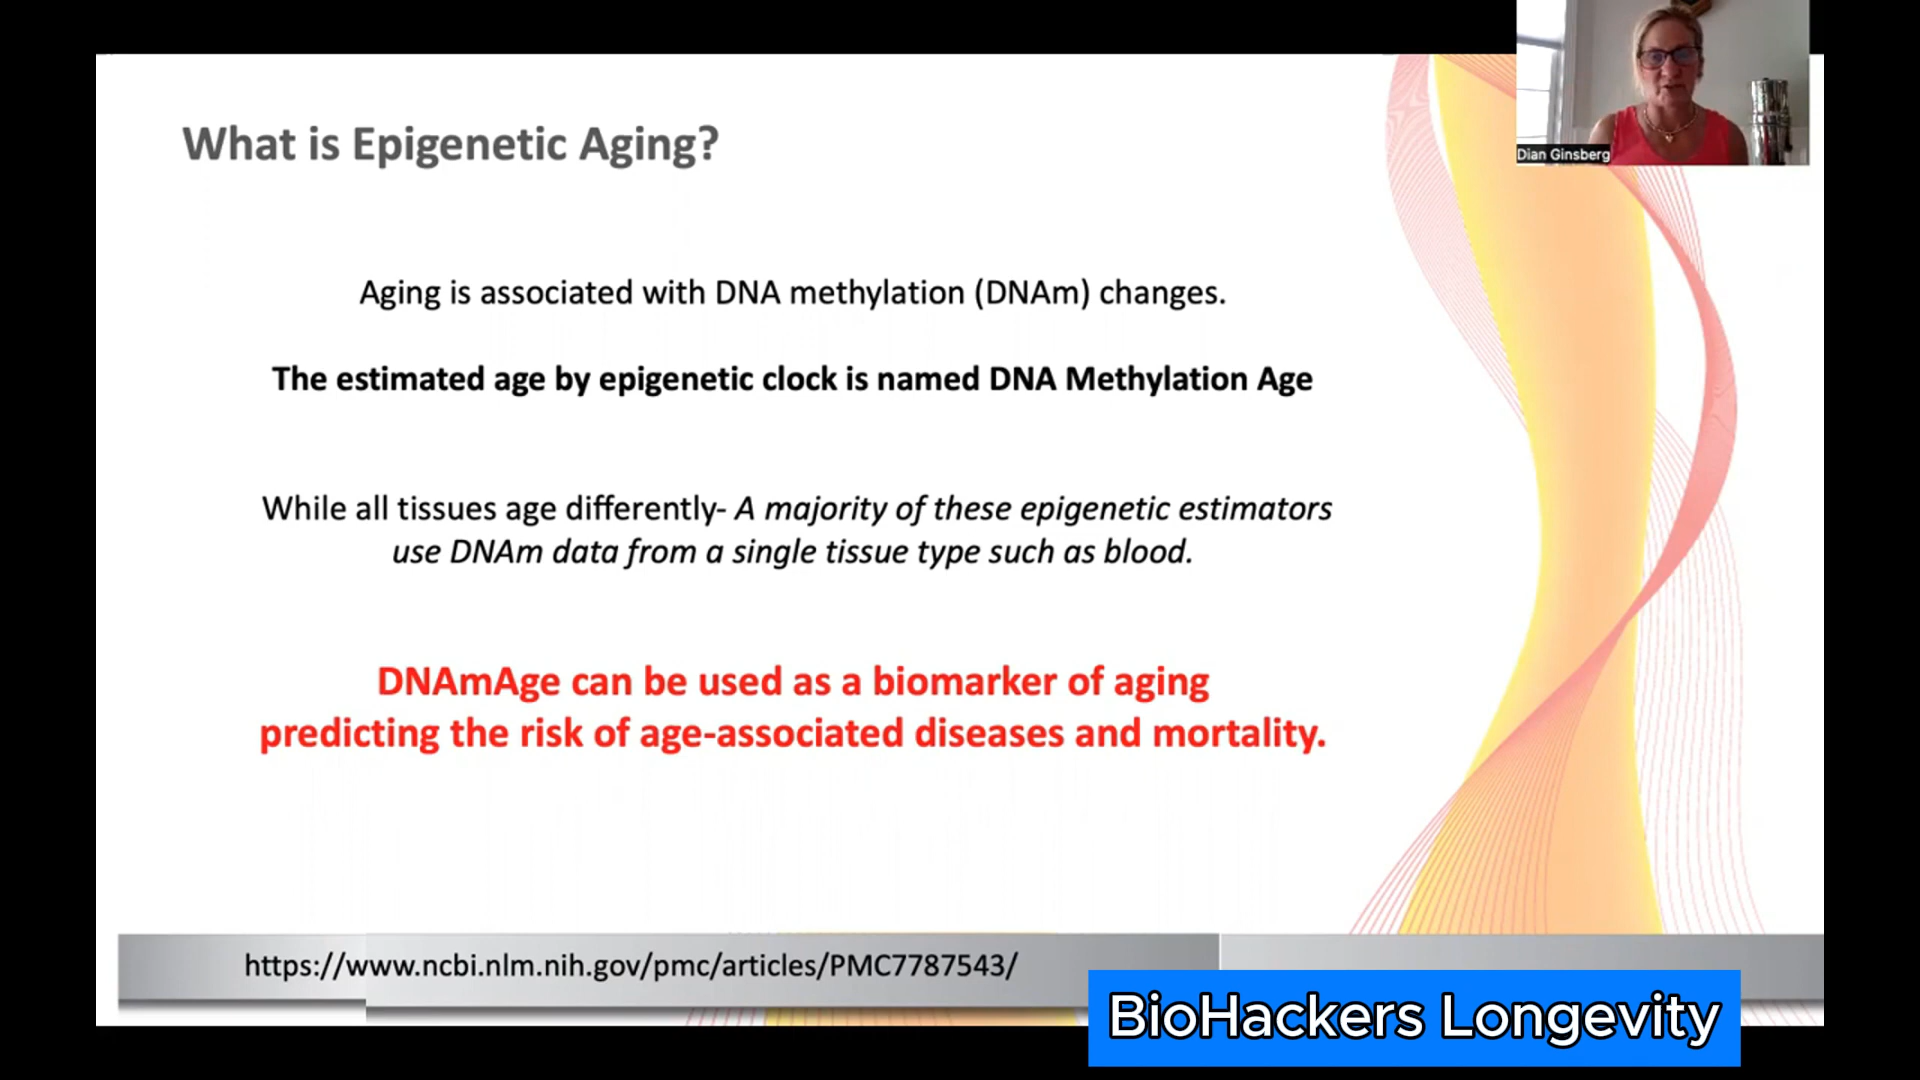 Dian Ginsberg
What is Epigenetic Aging?
Aging is associated with DNA methylation (DNAm) changes.
The estimated age by epigenetic clock is named DNA Methylation Age
While all tissues age differently- A majority of these epigenetic estimators
use DNAm data from a single tissue type such as blood.
DNAmAge can be used as a biomarker of aging
predicting the risk of age-associated diseases and mortality.
https://www.ncbi.nlm.nih.gov/pmc/articles/PMC7787543/
BioHackers Longevity